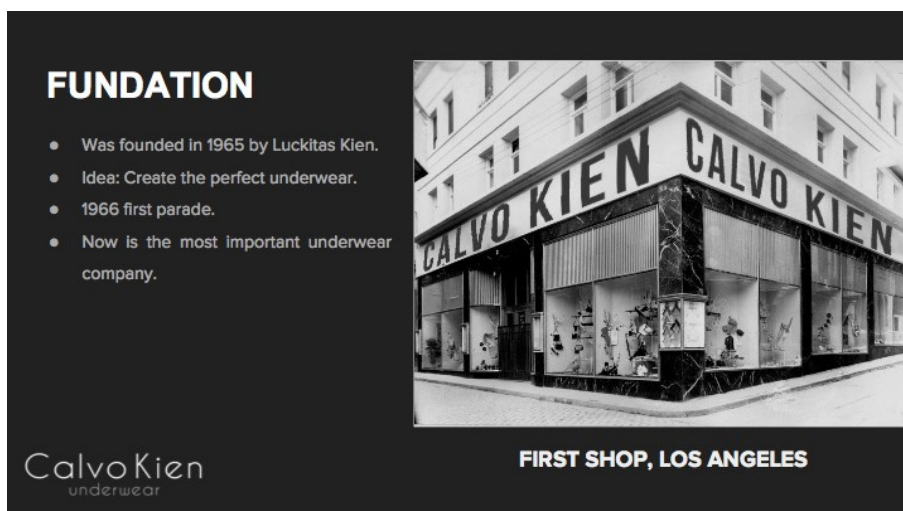 FUNDATION
● Was founded in 1965 by Luckitas Kien.
● Idea: Create the perfect underwear.
● 1966 first parade.
● Now is the most important underwear
company.
CALVO KIEN
CALVO KIEN
FIRST SHOP, LOS ANGELES
Calvo Kien
underwear